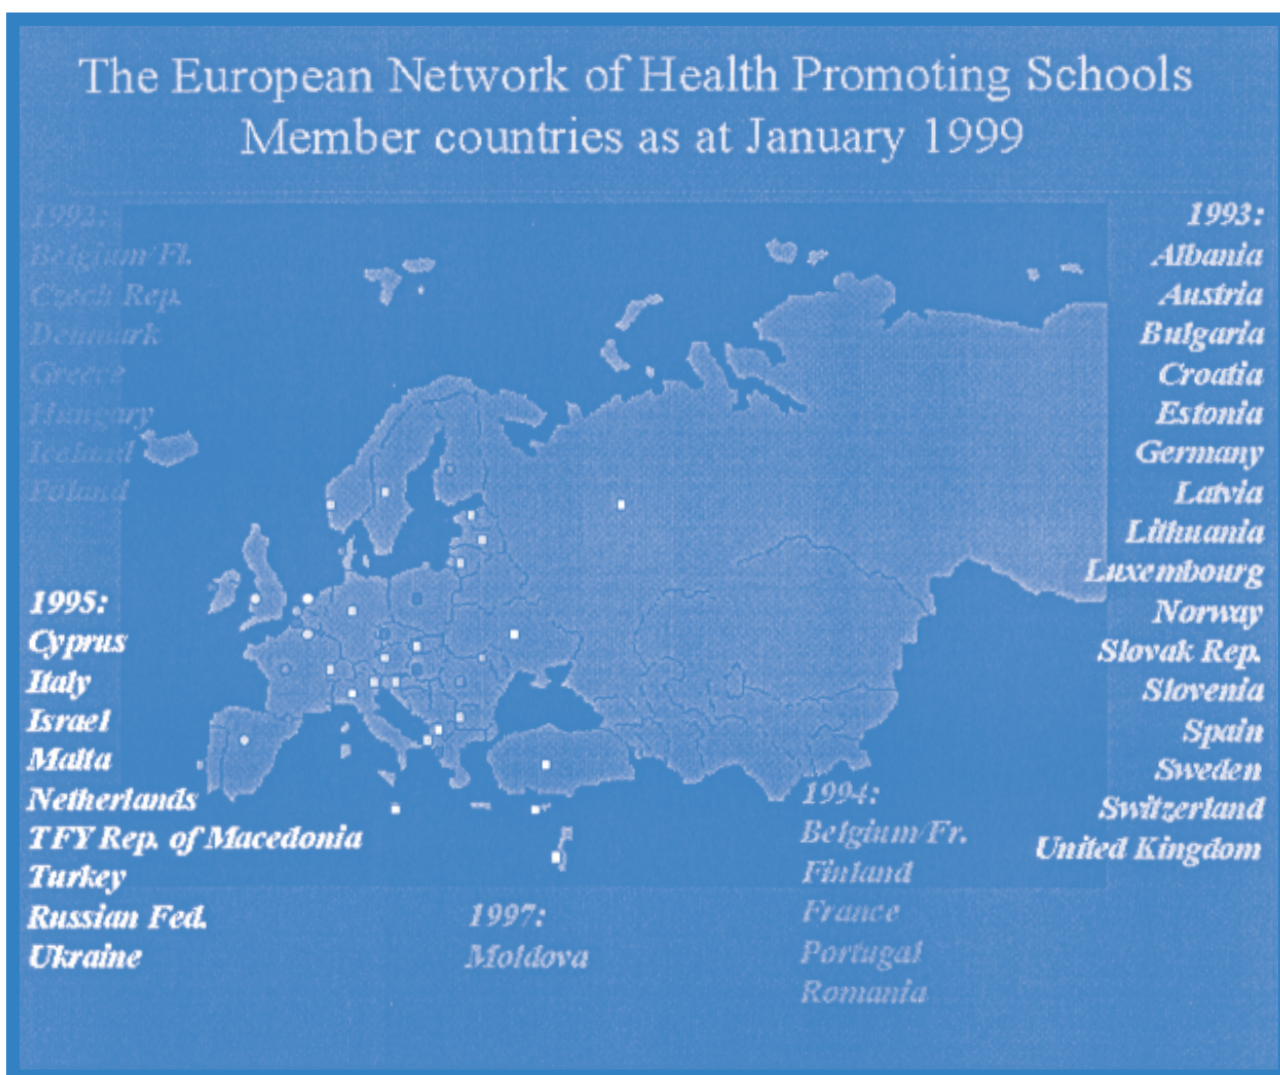 The European Network of Health Promoting Schools
Member countries as at January 1999
1992:
Belgium/Fl.
Czech Rep.
Denmark
Greece
Hungary
Iceland
Poland
1993:
Albania
Austria
Bulgaria
Croatia
Estonia
Germany
Latvia
Lithuania
Luxembourg
Norway
Slovak Rep.
Slovenia
Spain
Sweden
Switzerland
United Kingdom
1995:
Cyprus
Italy
Israel
Malta
Netherlands
TFY Rep. of Macedonia
Turkey
Russian Fed.
Ukraine
1997:
Moldova
1994:
Belgium/Fr.
Finland
France
Portugal
Romania